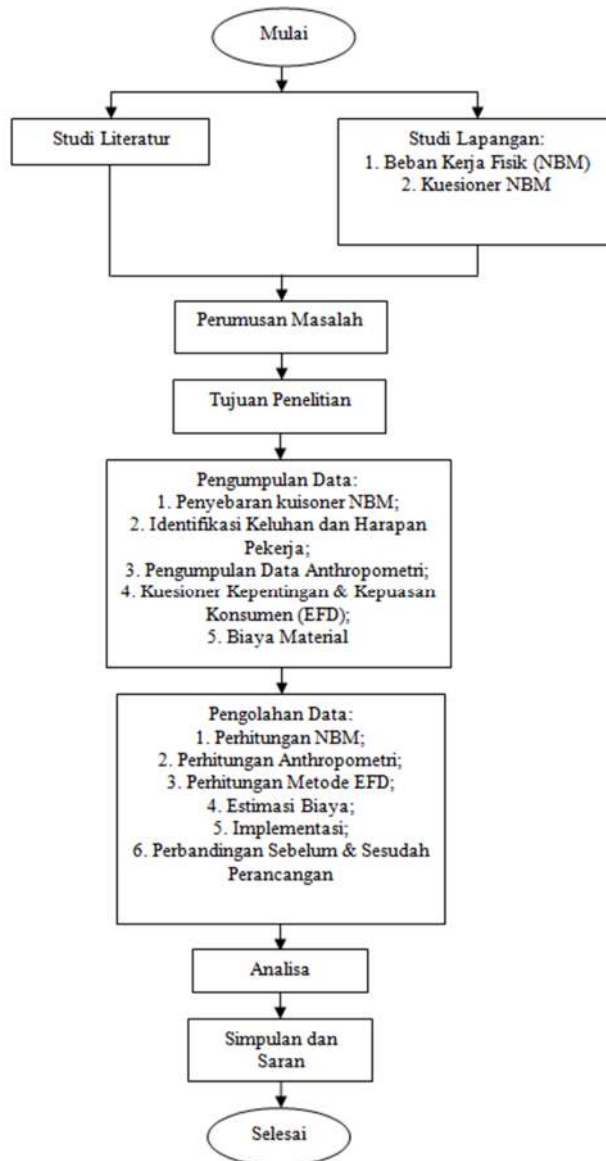 Mulai
Studi Literatur
Studi Lapangan:
1. Beban Kerja Fisik (NBM)
2. Kuesioner NBM
Perumusan Masalah
Tujuan Penelitian
Pengumpulan Data:
1. Penyebaran kuisoner NBM;
2. Identifikasi Keluhan dan Harapan
Pekerja;
3. Pengumpulan Data Anthropometri;
4. Kuesioner Kepentingan & Kepuasan
Konsumen (EFD);
5. Biaya Material
Pengolahan Data:
1. Perhitungan NBM;
2. Perhitungan Anthropometri;
3. Perhitungan Metode EFD;
4. Estimasi Biaya;
5. Implementasi;
6. Perbandingan Sebelum & Sesudah
Perancangan
Analisa
Simpulan dan
Saran
Selesai